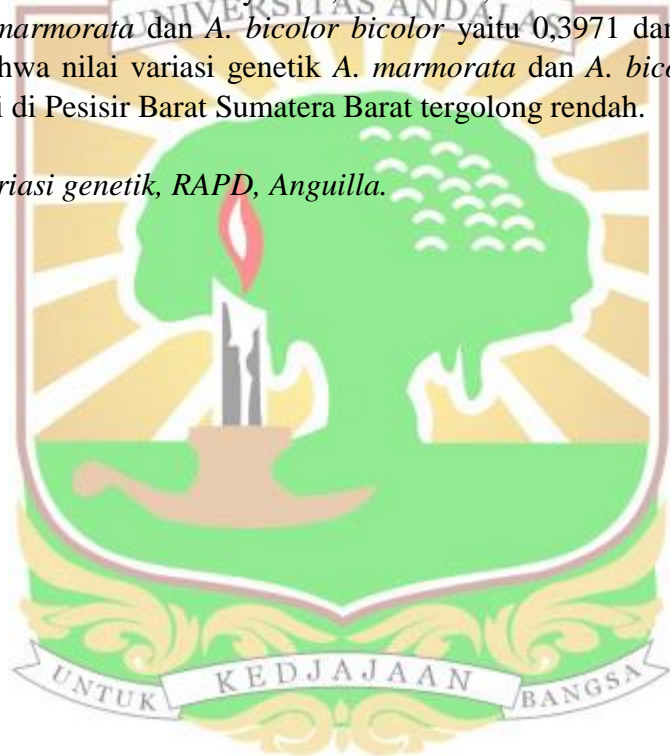 UNIVERSITAS ANDALAS
marmorata dan A. bicolor bicolor yaitu 0,3971 dan
hwa nilai variasi genetik A. marmorata dan A. bico
i di Pesisir Barat Sumatera Barat tergolong rendah.
riasi genetik, RAPD, Anguilla.
UNTUK KEDJAJAAN BANGSA